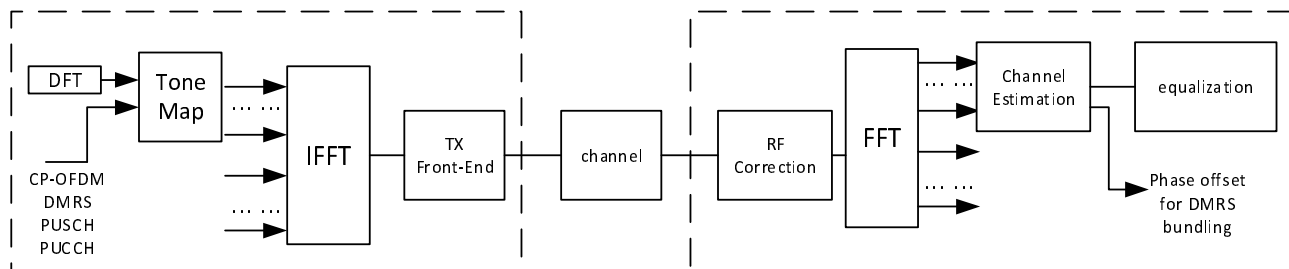 DFT
Tone
Map
CP-OFDM
DMRS
PUSCH
PUCCH
... ...
... ...
IFFT
TX
Front-End
channel
RF
Correction
FFT
... ...
... ...
Channel
Estimation
equalization
Phase offset
for DMRS
bundling